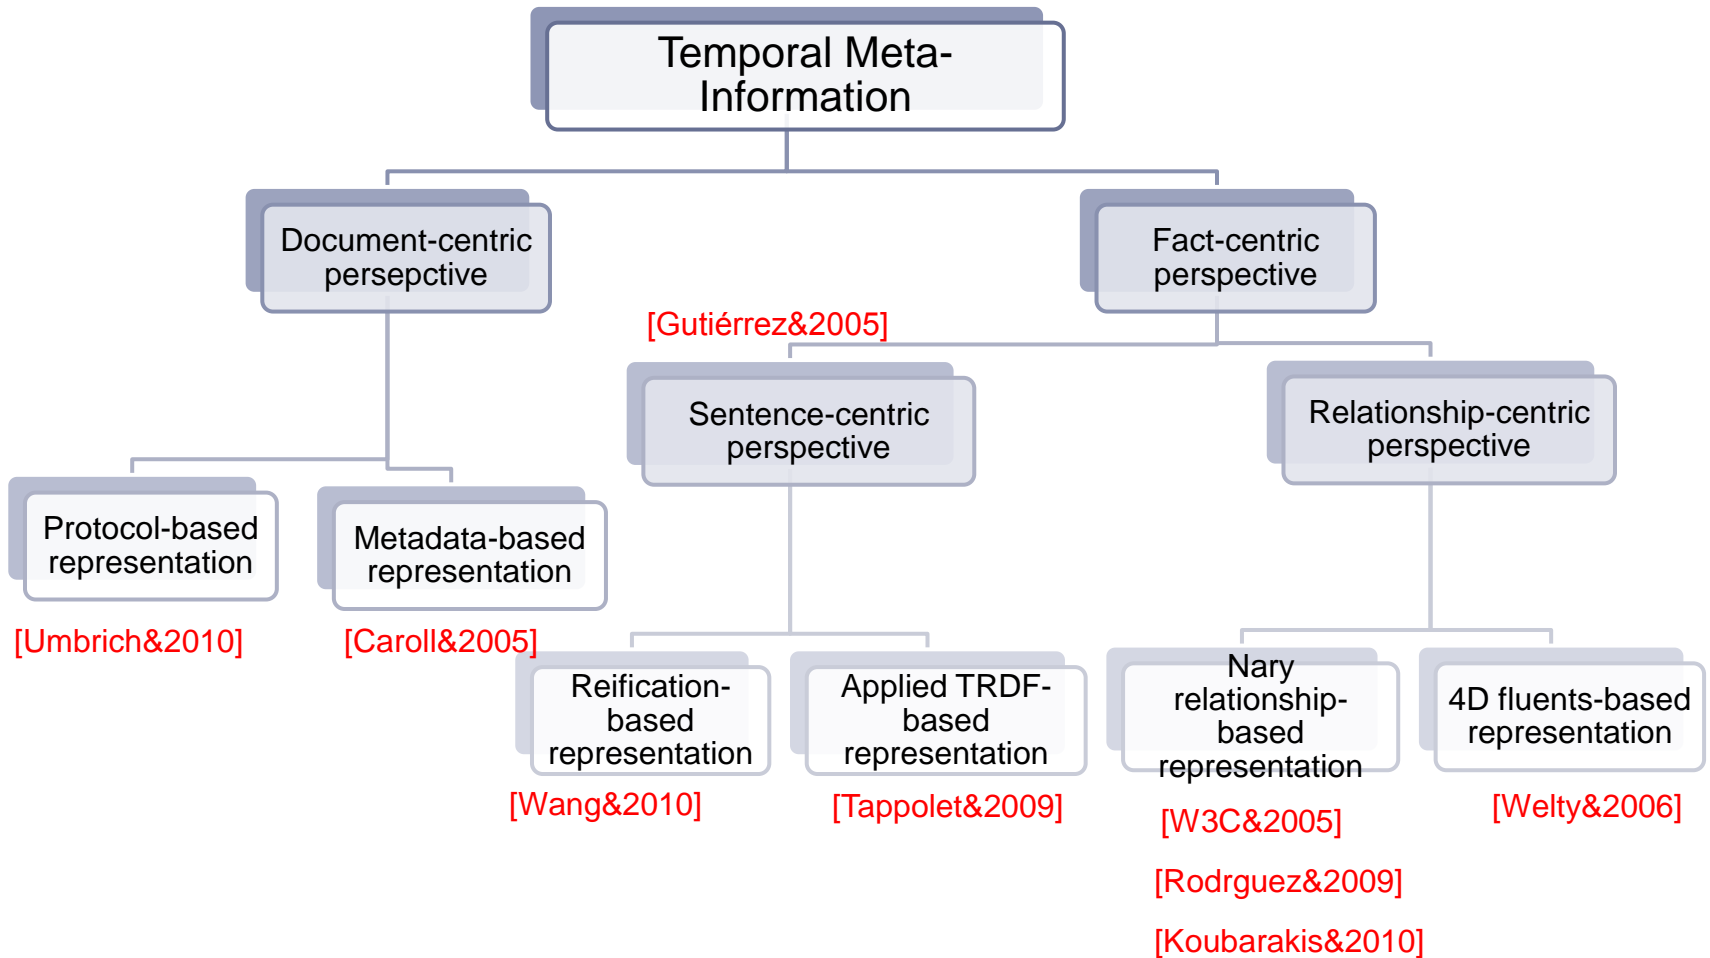 Temporal Meta-
Information
Document-centric
persepctive
Fact-centric
perspective
[Gutiérrez&2005]
Sentence-centric
perspective
Relationship-centric
perspective
Protocol-based
representation
Metadata-based
representation
[Umbrich&2010]
[Caroll&2005]
Reification-
based
representation
Applied TRDF-
based
representation
Nary
relationship-
based
representation
4D fluents-based
representation
[Wang&2010]
[Tappolet&2009]
[W3C&2005]
[Welty&2006]
[Rodrguez&2009]
[Koubarakis&2010]